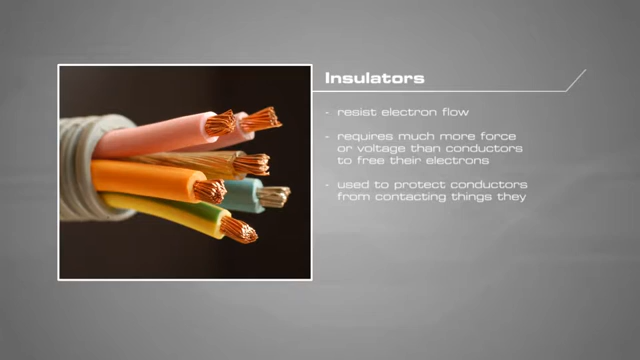 Insulators
- resist electron flow
- requires much more force
or voltage than conductors
to free their electrons
- used to protect conductors
from contacting things they